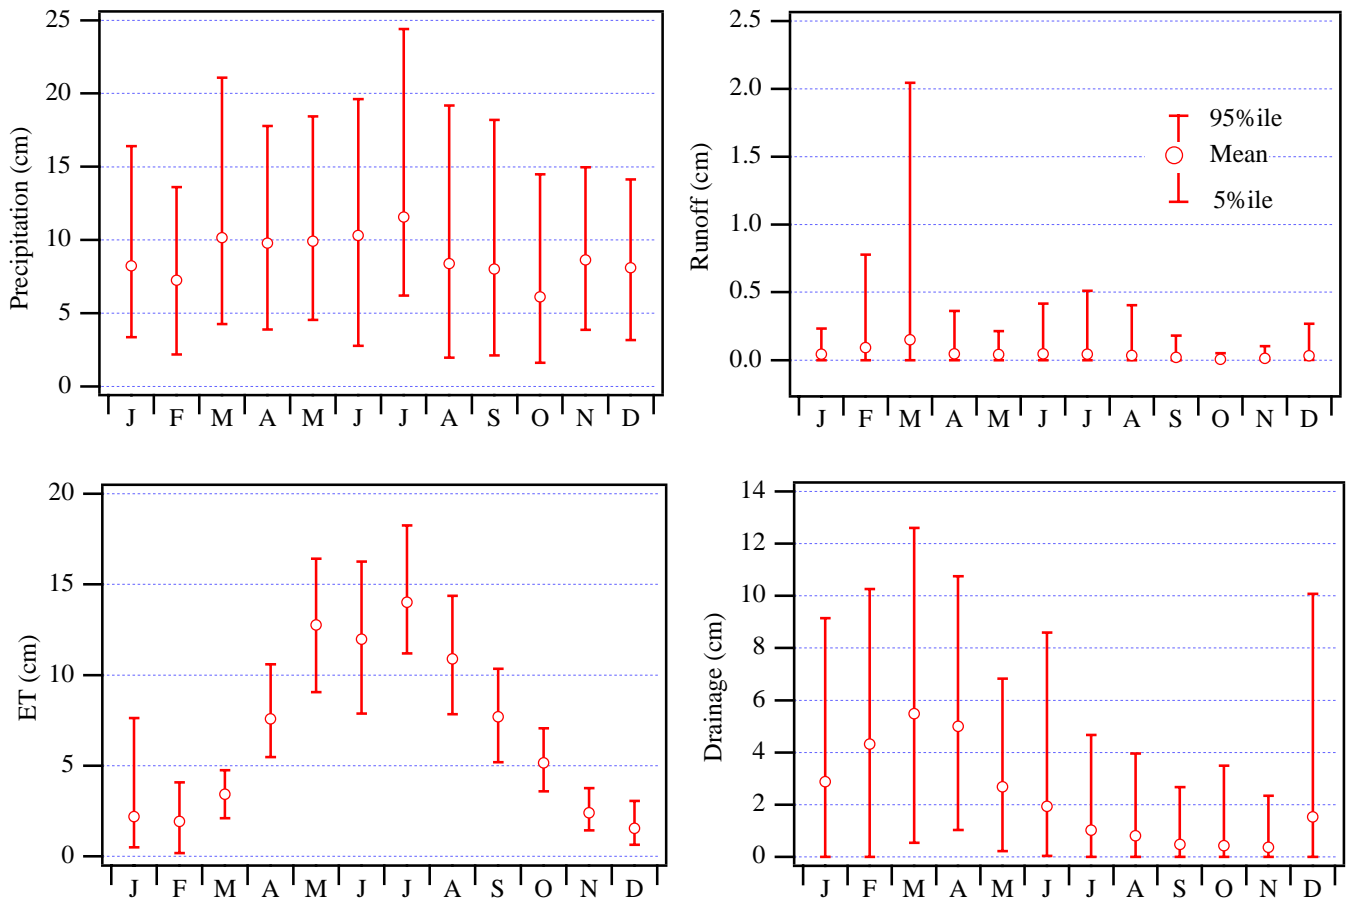 25
20
15
10
5
0
Precipitation (cm)
J F M A M J J A S O N D
2.5
2.0
1.5
1.0
0.5
0.0
Runoff (cm)
95%ile
Mean
5%ile
J F M A M J J A S O N D
20
15
10
5
0
ET (cm)
J F M A M J J A S O N D
14
12
10
8
6
4
2
0
Drainage (cm)
J F M A M J J A S O N D